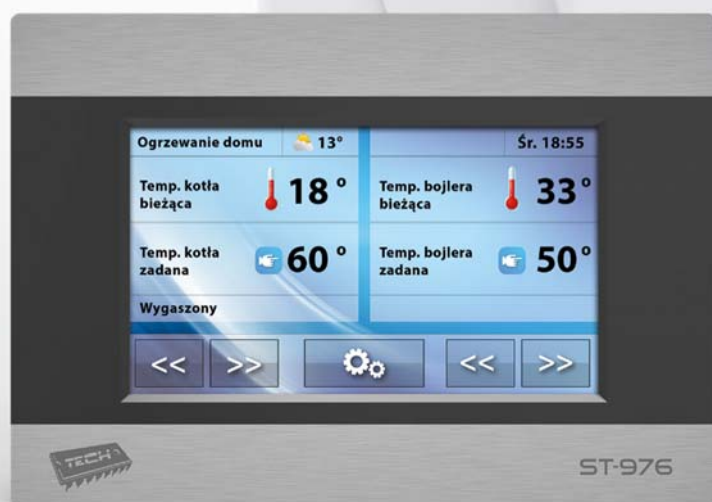 Ogrzewanie domu 13°
Śr. 18:55
Temp. kotła
bieżąca
18 °
Temp. bojlera
bieżąca
33°
Temp. kotła
zadana
60 °
Temp. bojlera
zadana
50°
Wygaszony
<< >> << >>
TECH
ST-976